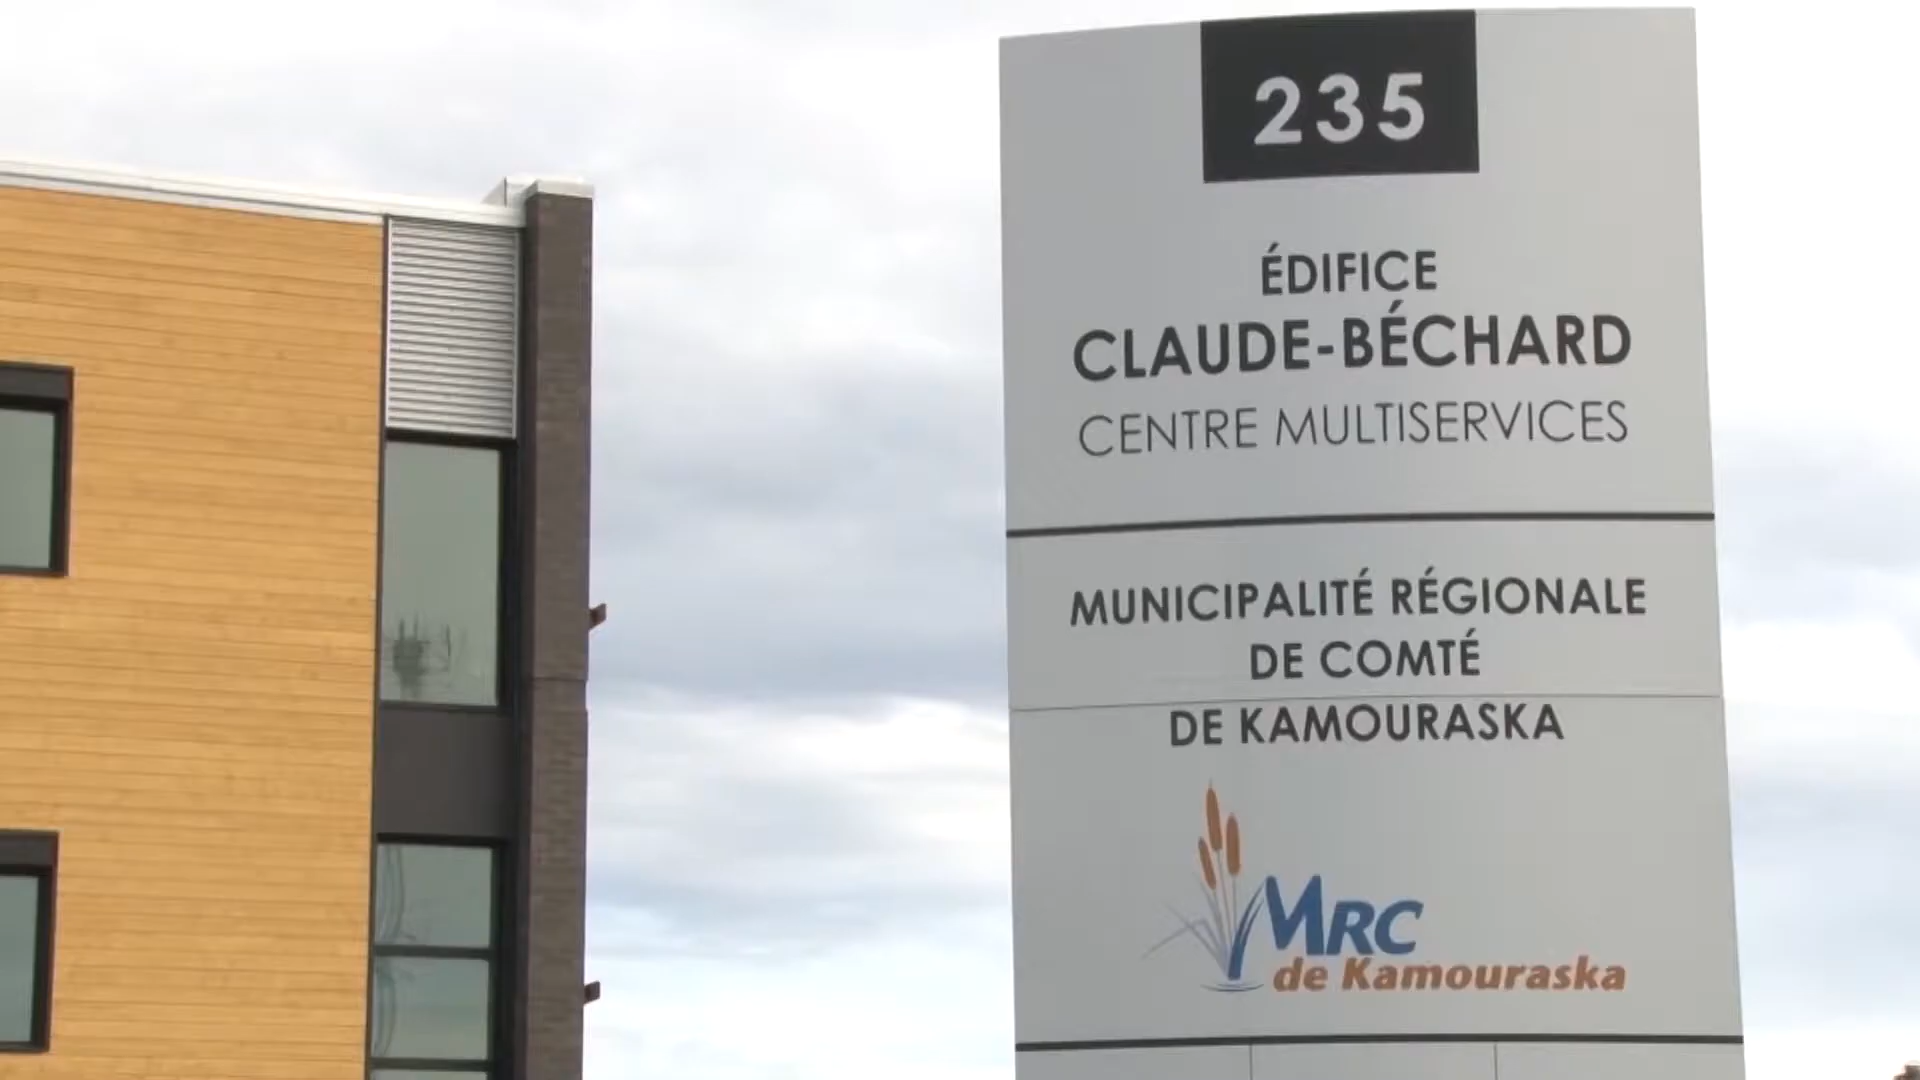 235
ÉDIFICE
CLAUDE-BÉCHARD
CENTRE MULTISERVICES
MUNICIPALITÉ RÉGIONALE
DE COMTÉ
DE KAMOURASKA
MRC
de Kamouraska